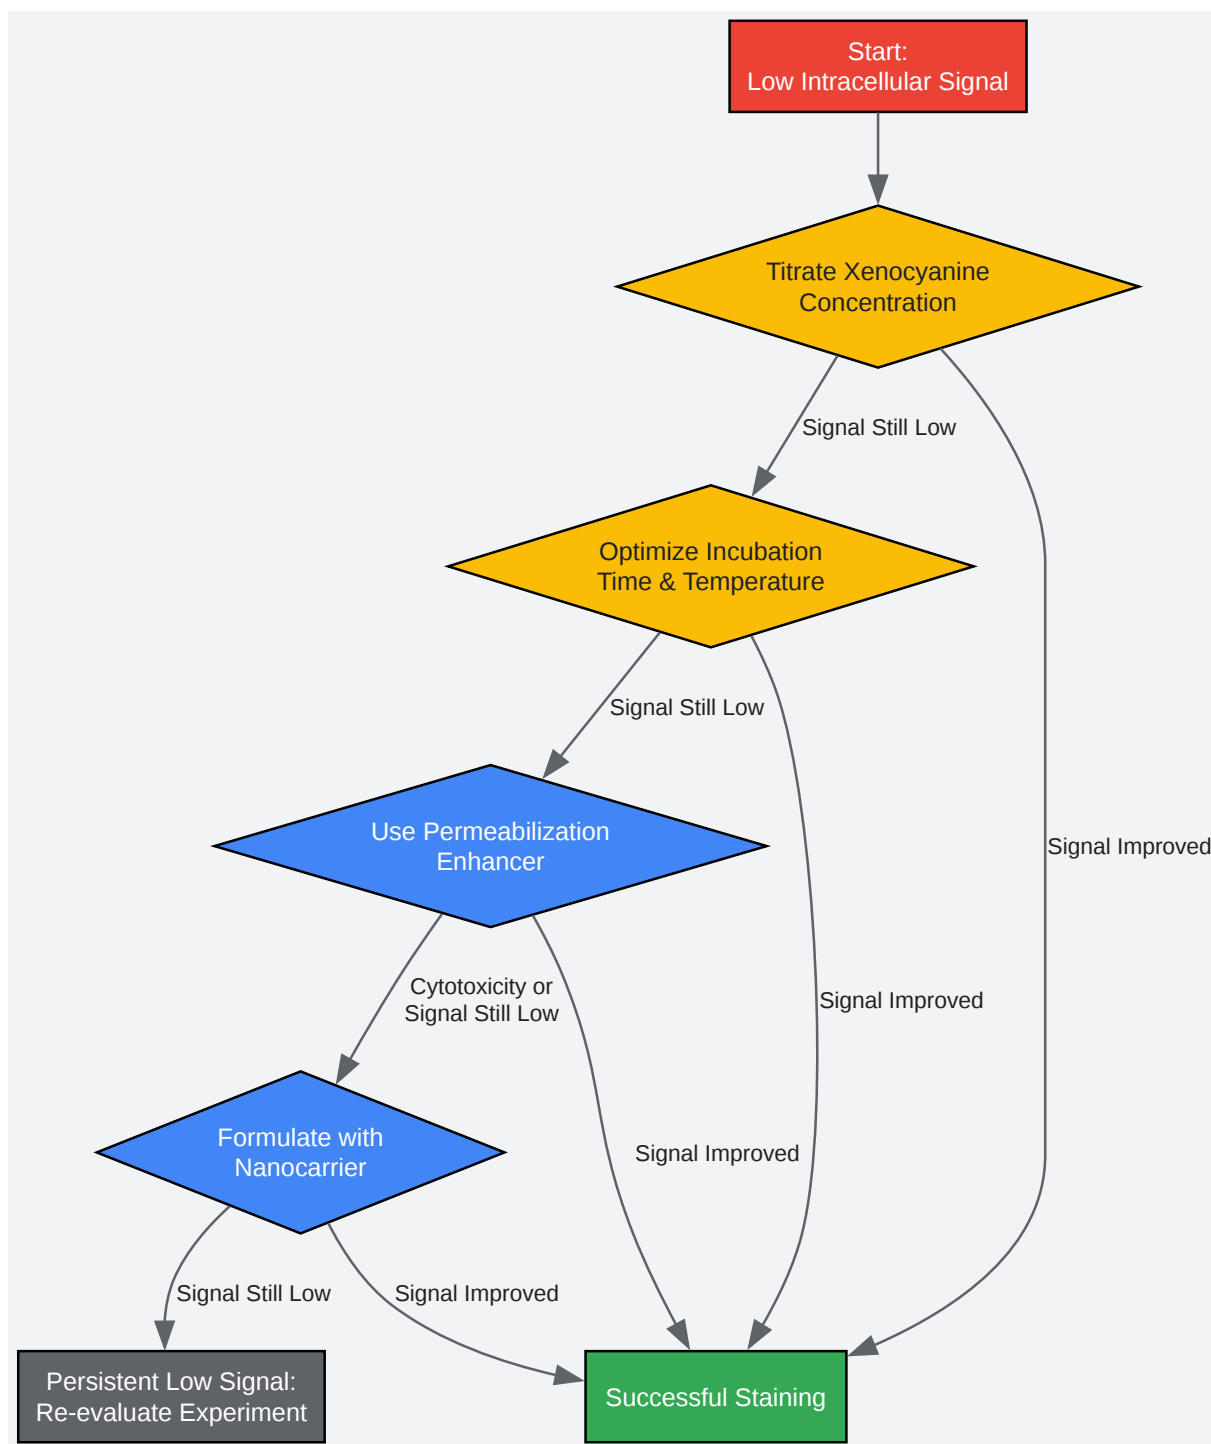 Start:
Low Intracellular Signal
Titrate Xenocyanine
Concentration
Signal Still Low
Optimize Incubation
Time & Temperature
Signal Still Low
Use Permeabilization
Enhancer
Signal Improved
Cytotoxicity or
Signal Still Low
Signal Improved
Formulate with
Nanocarrier
Signal Improved
Signal Still Low
Signal Improved
Persistent Low Signal:
Re-evaluate Experiment
Successful Staining